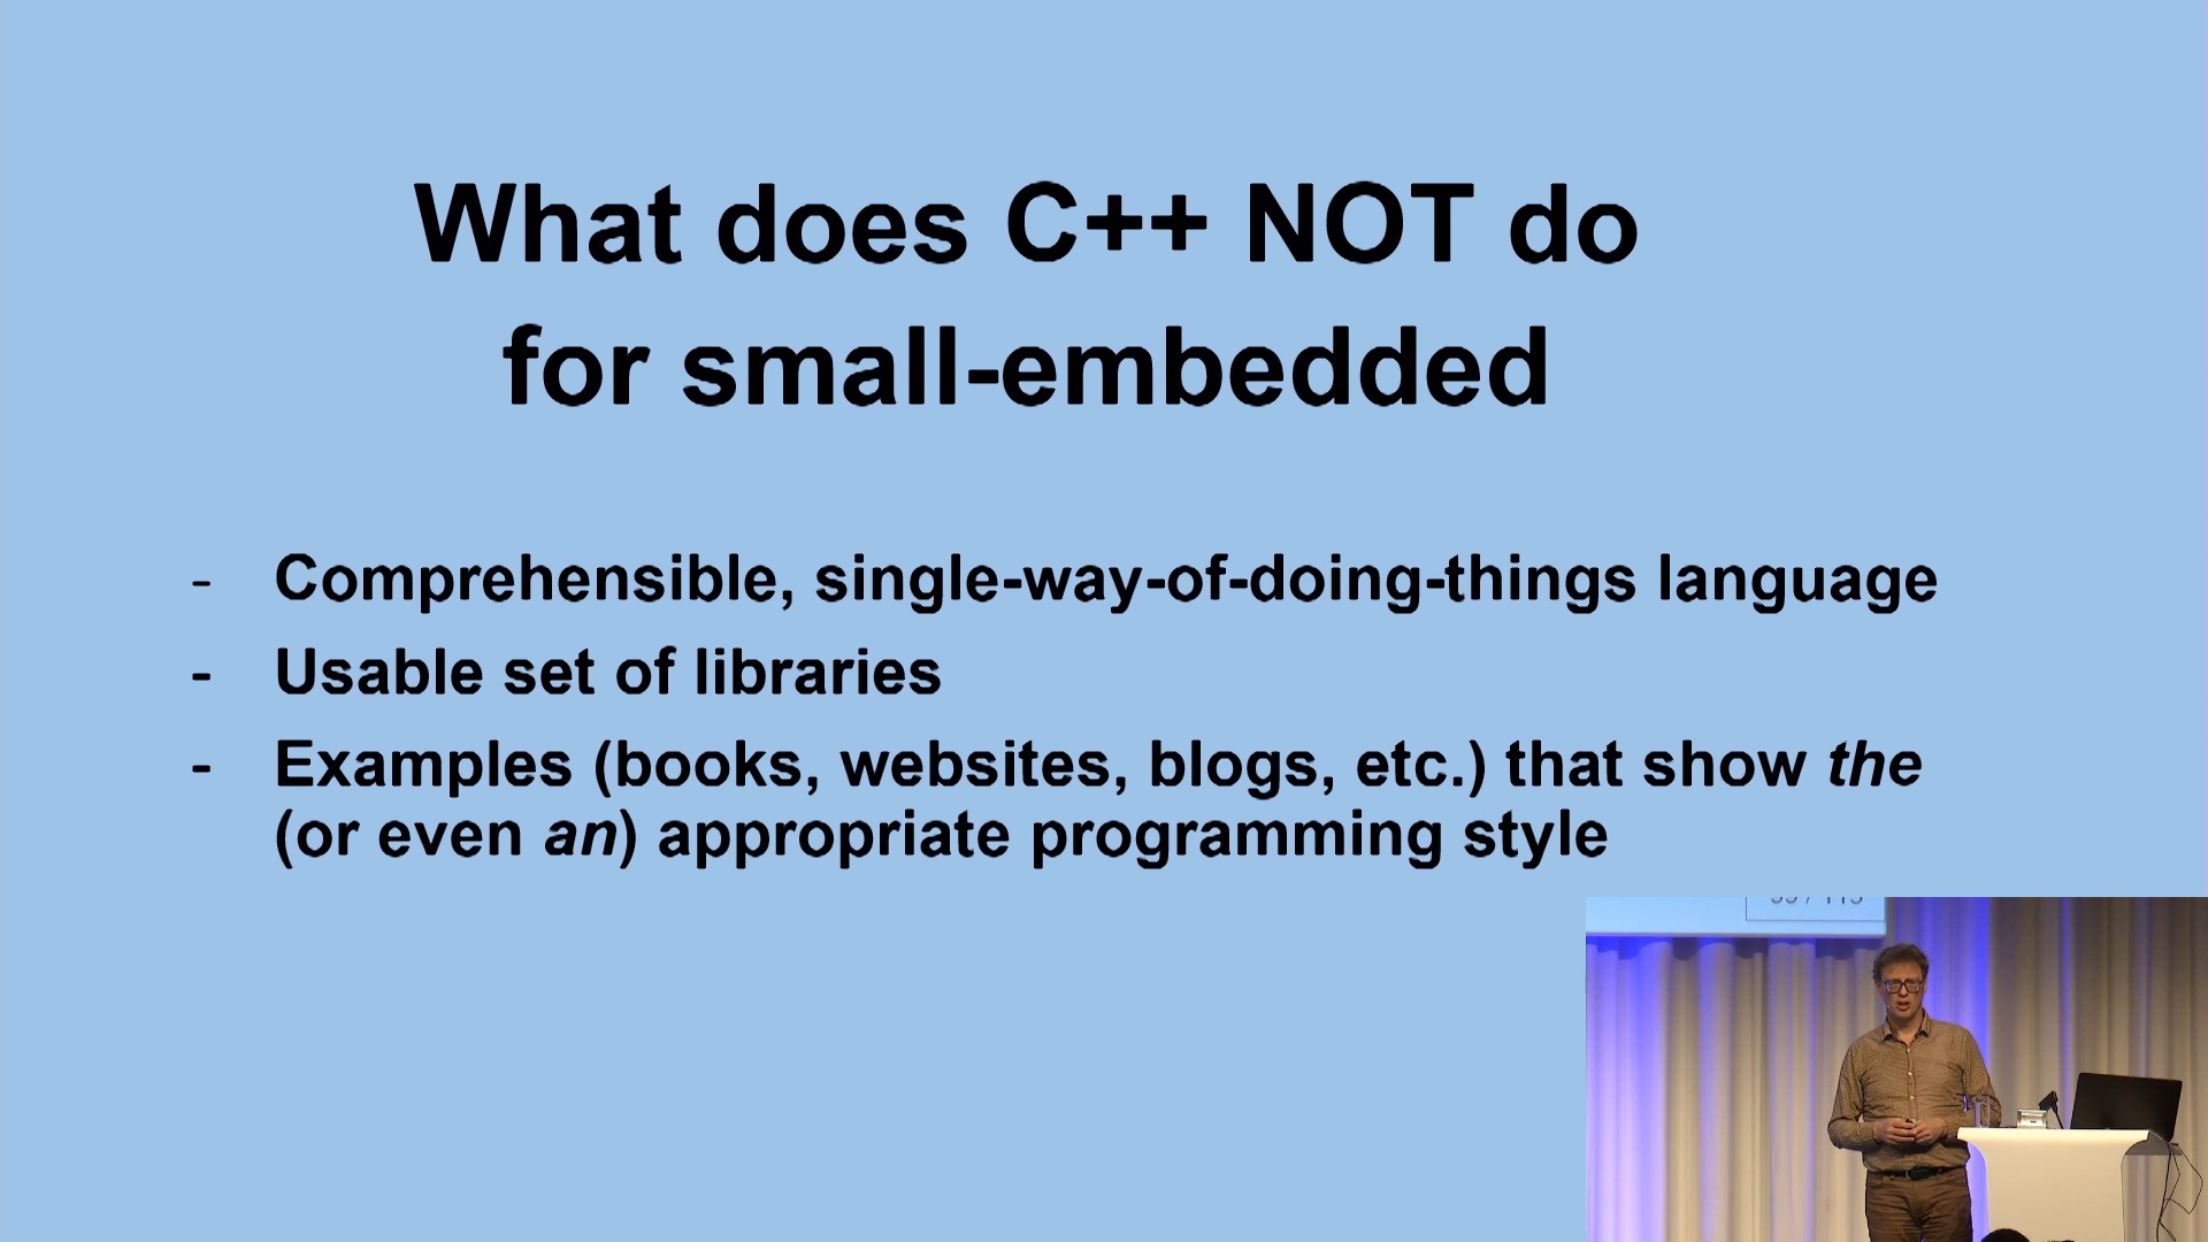 What does C++ NOT do
for small-embedded
- Comprehensible, single-way-of-doing-things language
- Usable set of libraries
- Examples (books, websites, blogs, etc.) that show the
(or even an) appropriate programming style